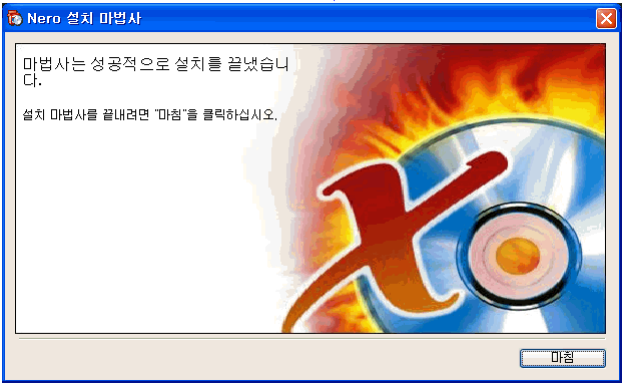 Nero 설치 마법사
마법사는 성공적으로 설치를 끝냈습니
다.
설치 마법사를 끝내려면 "마침"을 클릭하십시오.
마침